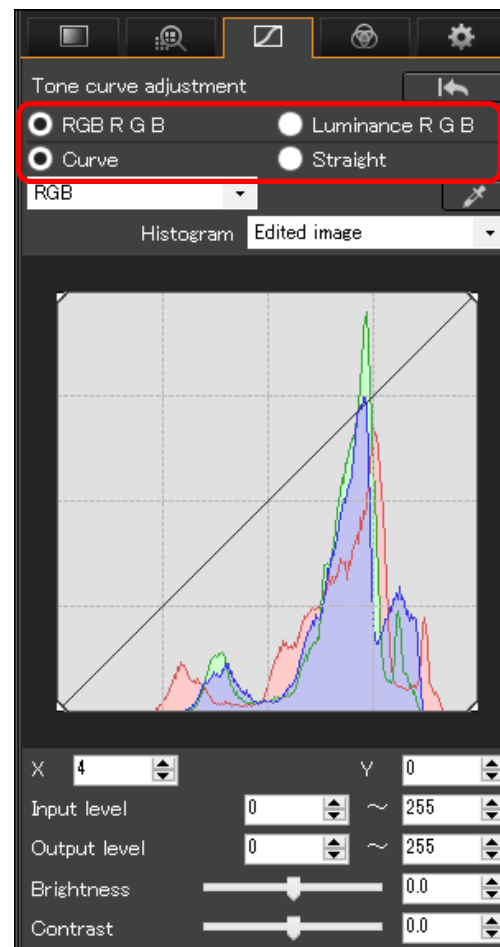 Tone curve adjustment
RGB R G B Luminance R G B
Curve Straight
RGB
Histogram Edited image
X 4 Y 0
Input level 0 ~ 255
Output level 0 ~ 255
Brightness 0.0
Contrast 0.0